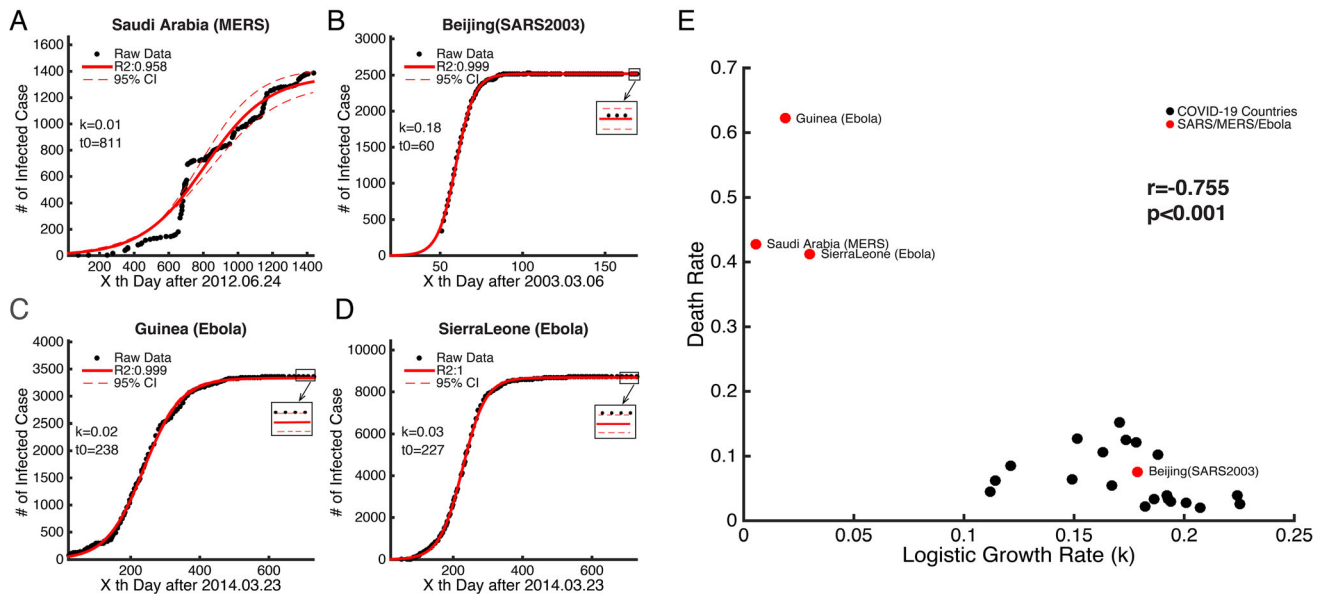 A
Saudi Arabia (MERS)
1600
1400
1200
1000
800
600
400
200
0
# of Infected Case
Raw Data
R2:0.958
95% CI
k=0.01
t0=811
200 400 600 800 1000 1200 1400
X th Day after 2012.06.24
B
Beijing(SARS2003)
3000
2500
2000
1500
1000
500
0
# of Infected Case
Raw Data
R2:0.999
95% CI
k=0.18
t0=60
50 100 150
X th Day after 2003.03.06
C
Guinea (Ebola)
4000
3500
3000
2500
2000
1500
1000
500
0
# of Infected Case
Raw Data
R2:0.999
95% CI
k=0.02
t0=238
200 400 600
X th Day after 2014.03.23
D
SierraLeone (Ebola)
10000
8000
6000
4000
2000
0
# of Infected Case
Raw Data
R2:1
95% CI
k=0.03
t0=227
200 400 600
X th Day after 2014.03.23
E
0.7
0.6
0.5
0.4
0.3
0.2
0.1
0
Death Rate
COVID-19 Countries
SARS/MERS/Ebola
r=-0.755
p<0.001
Guinea (Ebola)
Saudi Arabia (MERS)
SierraLeone (Ebola)
Beijing(SARS2003)
0 0.05 0.1 0.15 0.2 0.25
Logistic Growth Rate (k)